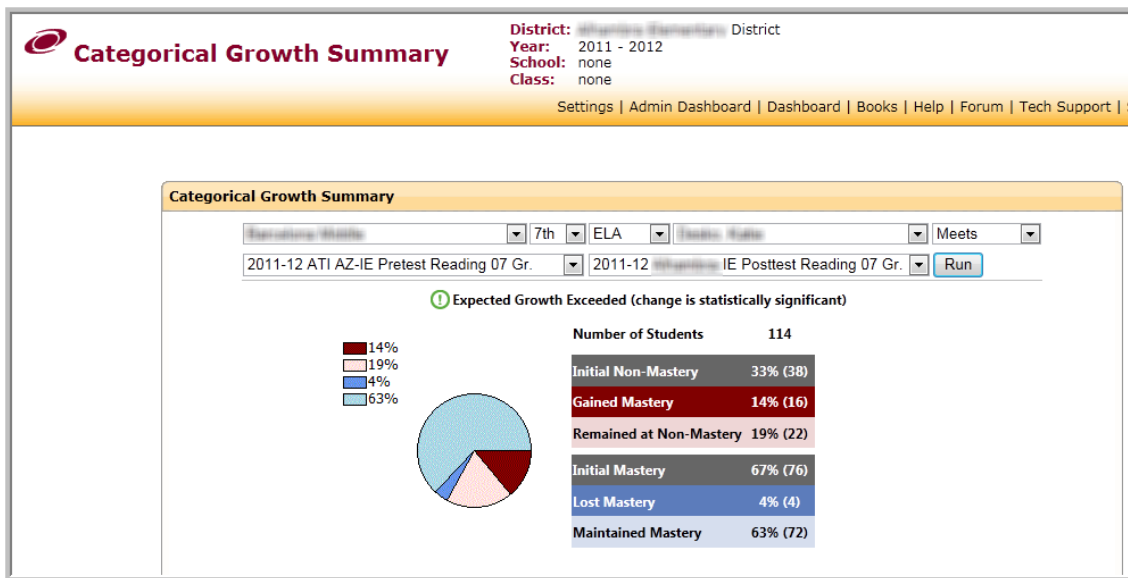 Categorical Growth Summary
District: District
Year: 2011 - 2012
School: none
Class: none
Settings | Admin Dashboard | Dashboard | Books | Help | Forum | Tech Support |
Categorical Growth Summary
7th ELA Meets
2011-12 ATI AZ-IE Pretest Reading 07 Gr. 2011-12 IE Posttest Reading 07 Gr. Run
Expected Growth Exceeded (change is statistically significant)
14%
19%
4%
63%
Number of Students 114
Initial Non-Mastery 33% (38)
Gained Mastery 14% (16)
Remained at Non-Mastery 19% (22)
Initial Mastery 67% (76)
Lost Mastery 4% (4)
Maintained Mastery 63% (72)